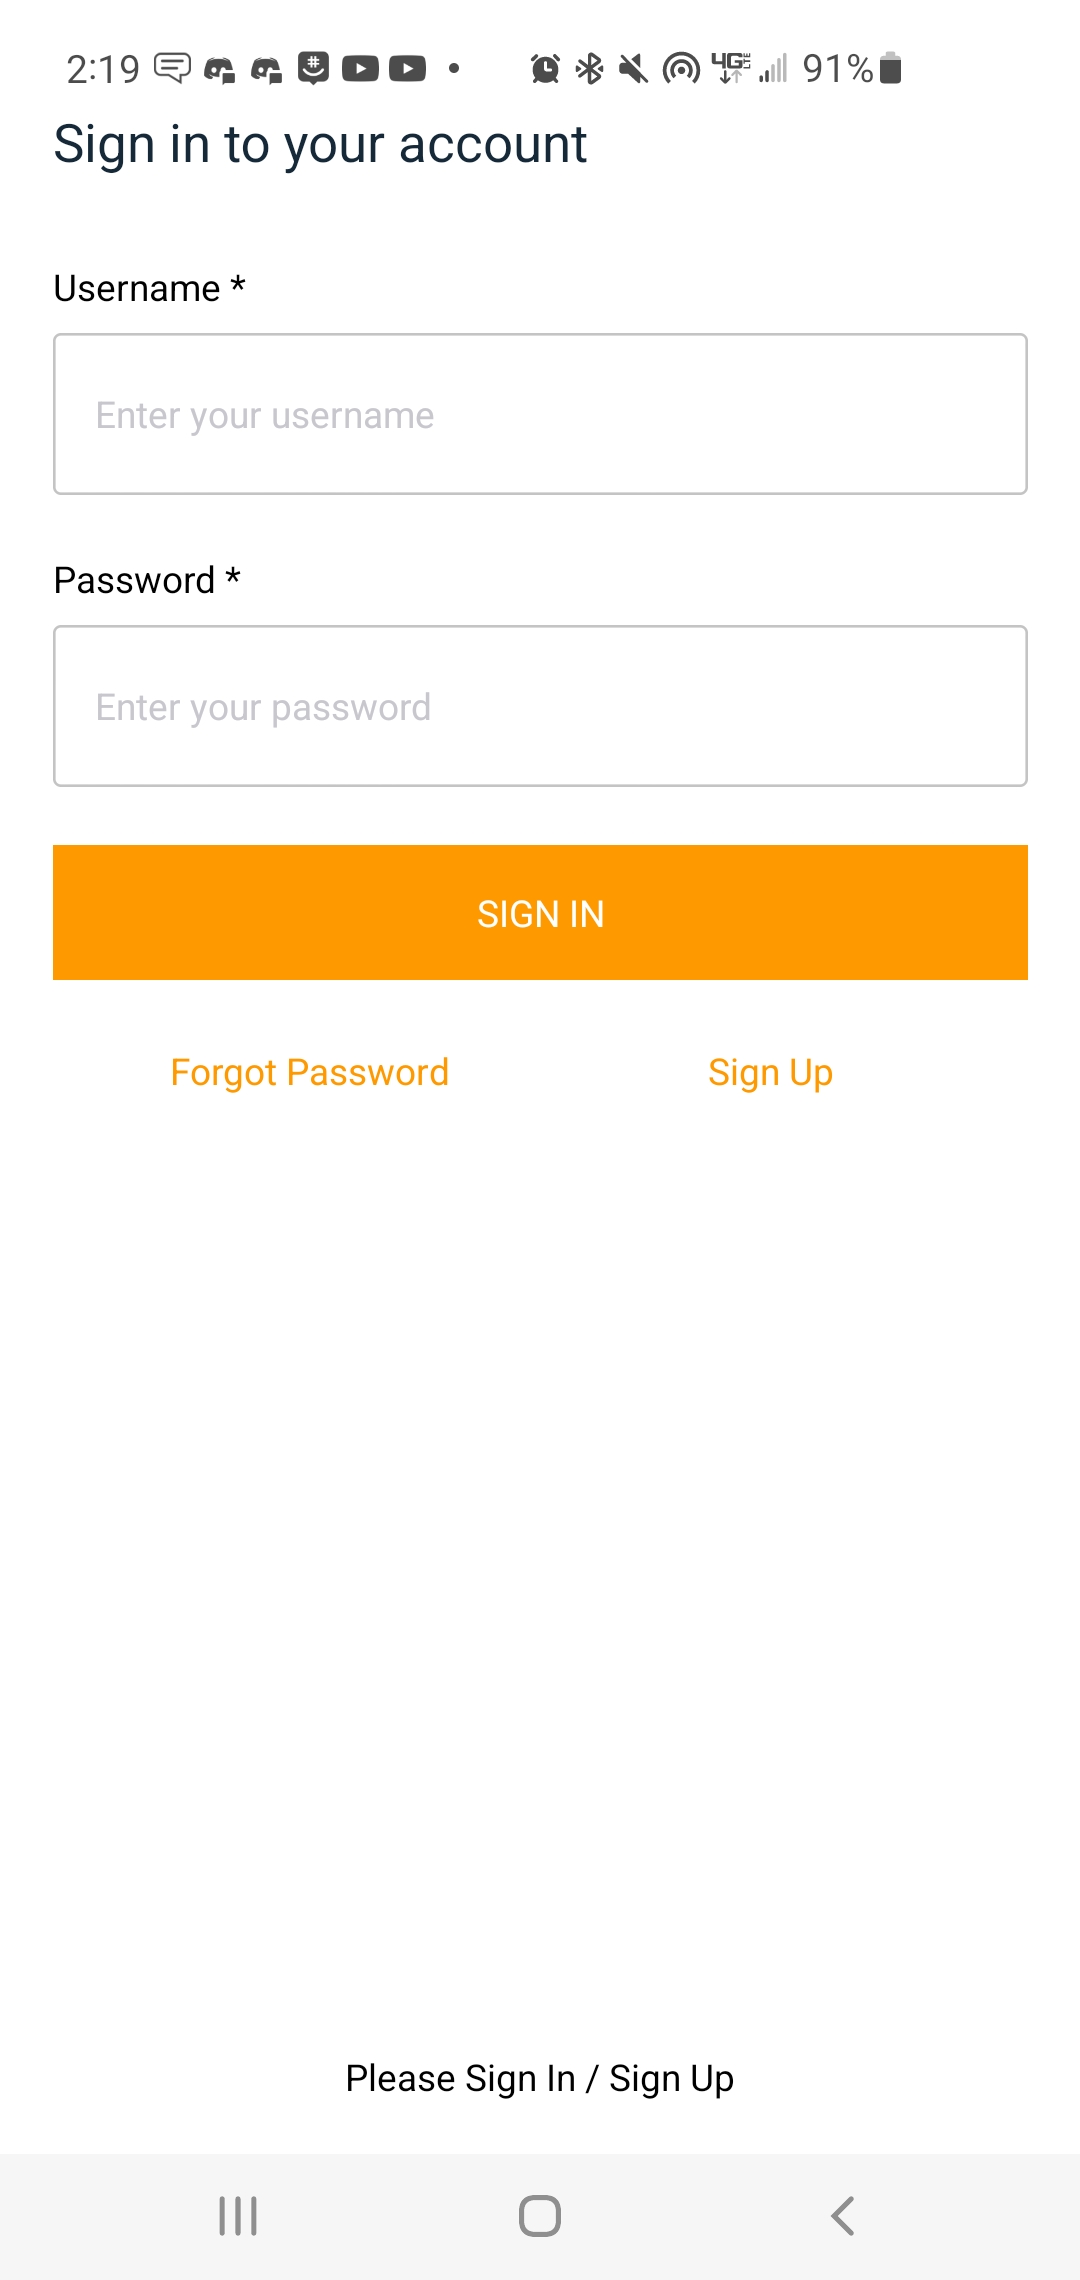 2:19 4G LTE 91%
Sign in to your account
Username *
Enter your username
Password *
Enter your password
SIGN IN
Forgot Password Sign Up
Please Sign In / Sign Up